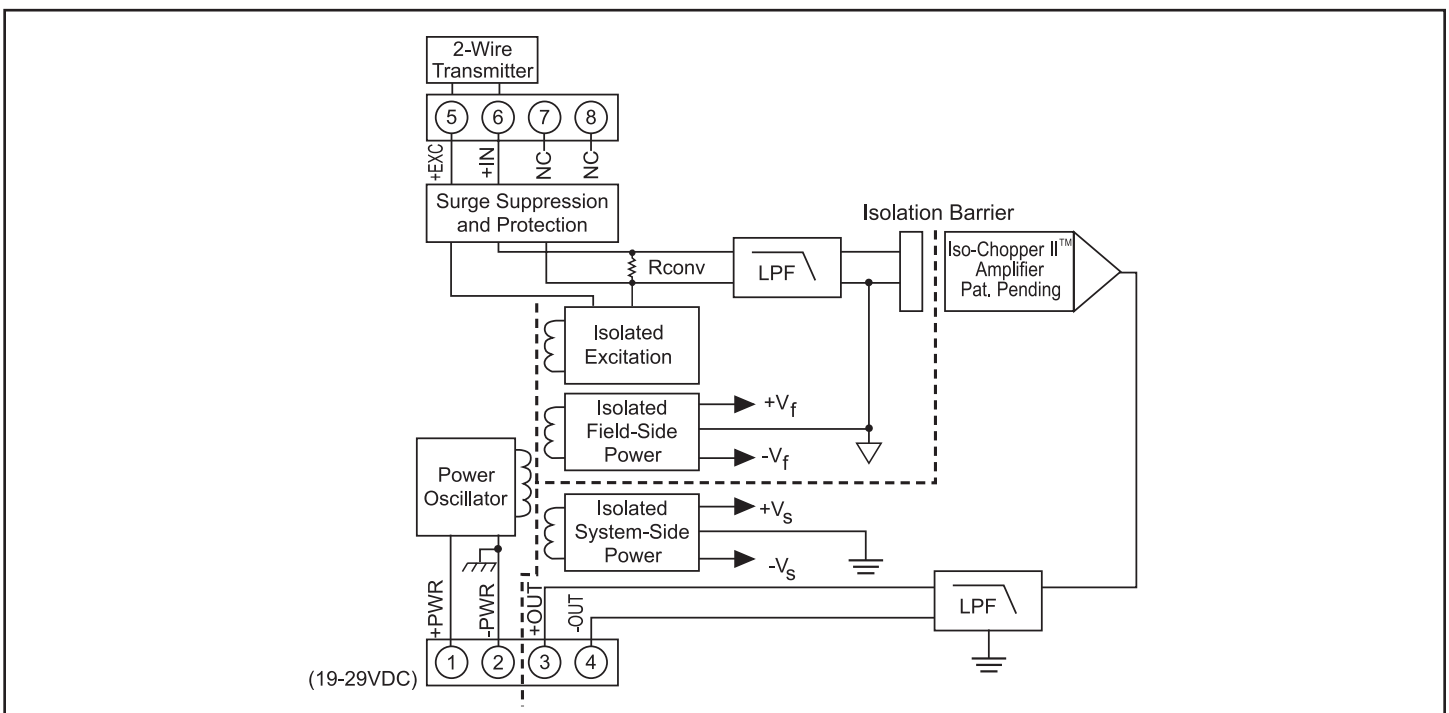 2-Wire
Transmitter
5 6 7 8
+EXC
+IN
NC
NC
Surge Suppression
and Protection
Isolation Barrier
Rconv
LPF
Iso-Chopper II™
Amplifier
Pat. Pending
Isolated
Excitation
Isolated
Field-Side
Power
+Vf
-Vf
Power
Oscillator
Isolated
System-Side
Power
+Vs
-Vs
+PWR
-PWR
+OUT
-OUT
LPF
(19-29VDC)
1 2 3 4